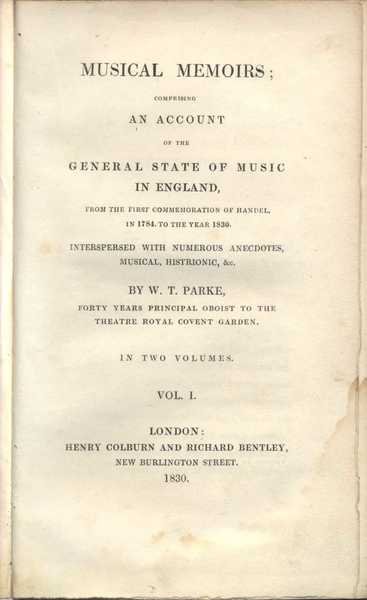 MUSICAL MEMOIRS;
COMPRISING
AN ACCOUNT
OF THE
GENERAL STATE OF MUSIC
IN ENGLAND,
FROM THE FIRST COMMEMORATION OF HANDEL,
IN 1784, TO THE YEAR 1830.
INTERSPERSED WITH NUMEROUS ANECDOTES,
MUSICAL, HISTRIONIC, &c.
BY W. T. PARKE,
FORTY YEARS PRINCIPAL OBOIST TO THE
THEATRE ROYAL COVENT GARDEN.
IN TWO VOLUMES.
VOL. I.
LONDON:
HENRY COLBURN AND RICHARD BENTLEY,
NEW BURLINGTON STREET.
1830.